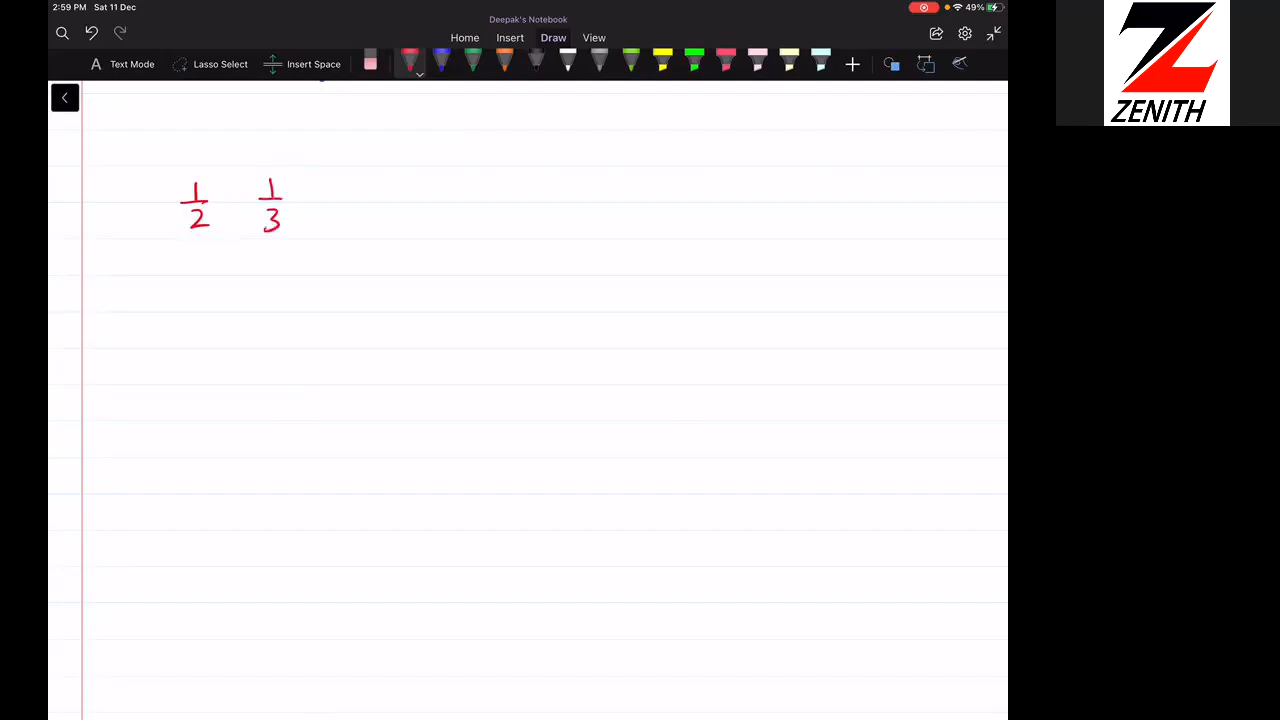 2:59 PM Sat 11 Dec 49%
Deepak's Notebook
Home Insert Draw View
A Text Mode Lasso Select Insert Space
1/2 1/3
Z
ZENITH